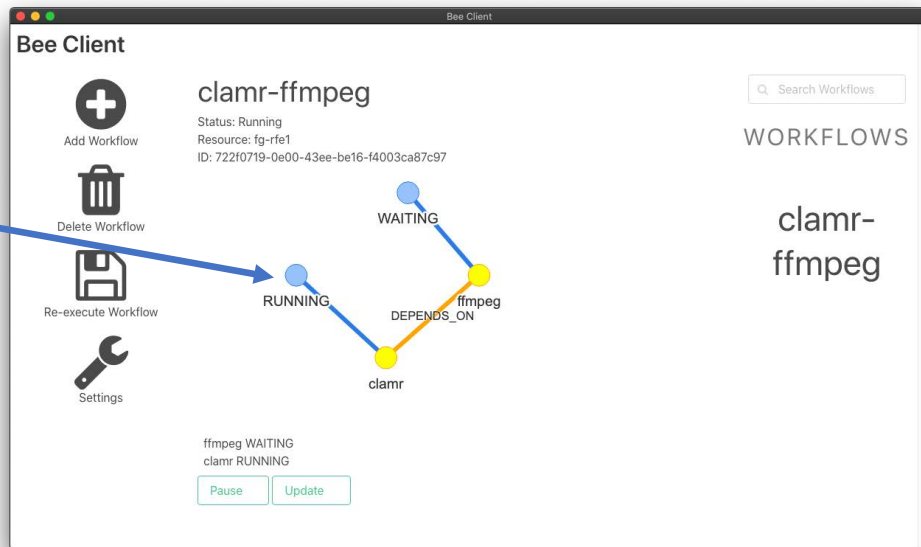 Bee Client
Bee Client
Add Workflow
Delete Workflow
Re-execute Workflow
Settings
clamr-ffmpeg
Status: Running
Resource: fg-rfe1
ID: 722f0719-0e00-43ee-be16-f4003ca87c97
WAITING
RUNNING
ffmpeg
DEPENDS_ON
clamr
ffmpeg WAITING
clamr RUNNING
Pause
Update
Search Workflows
WORKFLOWS
clamr-
ffmpeg